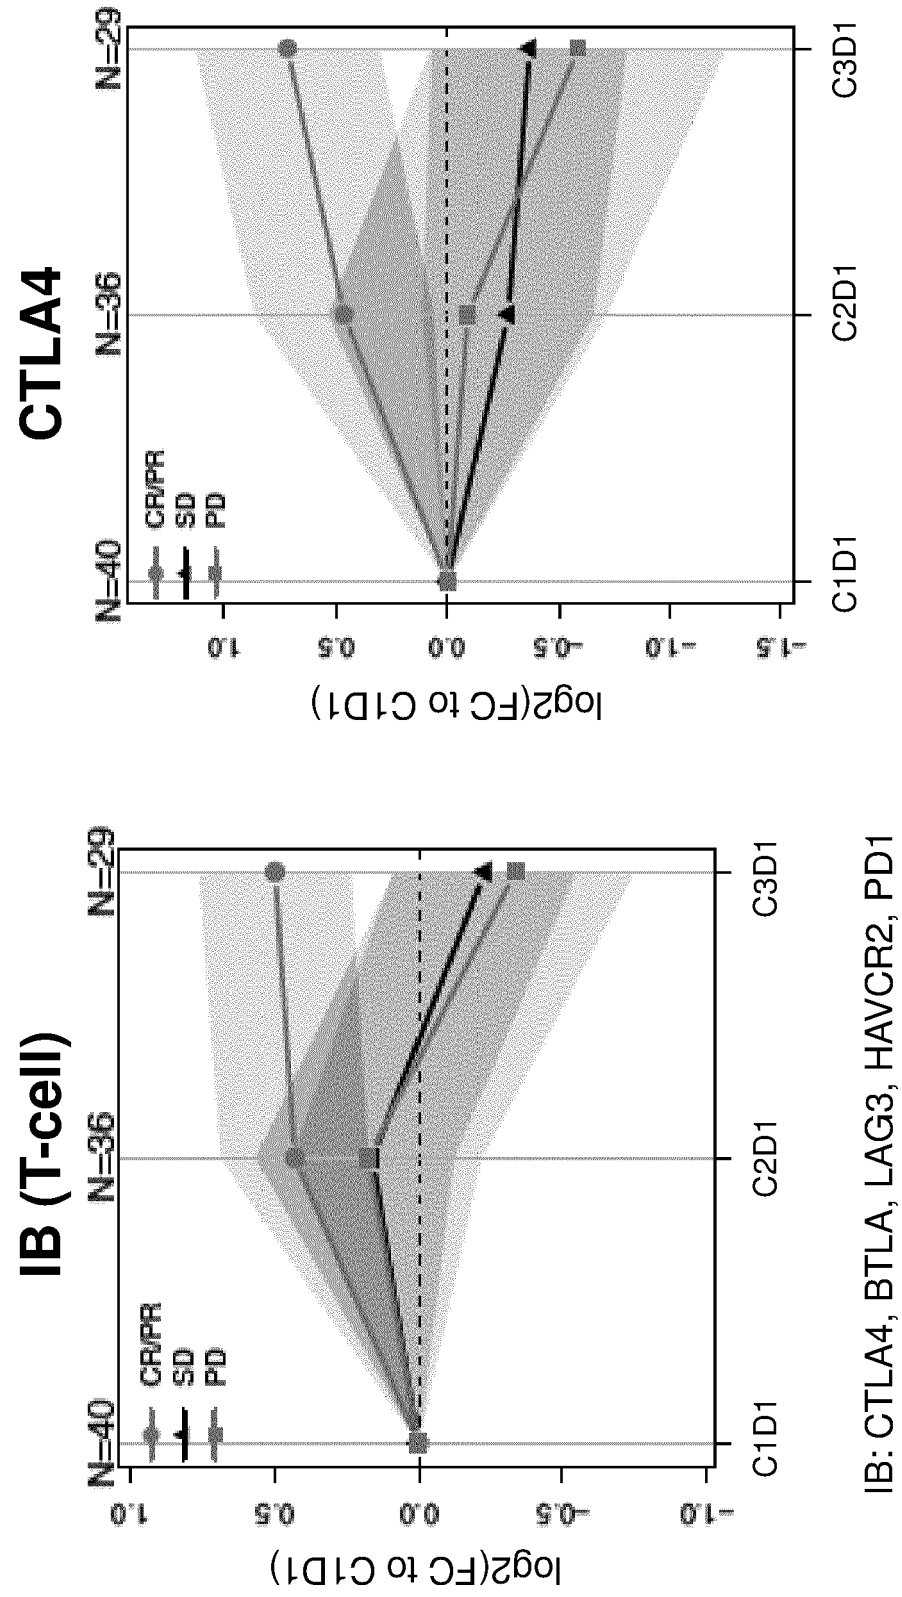 IB (T-cell)
N=40 N=36 N=29
CR/PR
SD
PD
log2(FC to C1D1)
1.0
0.5
0.0
-0.5
-1.0
C1D1 C2D1 C3D1
IB: CTLA4, BTLA, LAG3, HAVCR2, PD1
CTLA4
N=40 N=36 N=29
CR/PR
SD
PD
log2(FC to C1D1)
1.0
0.5
0.0
-0.5
-1.0
-1.5
C1D1 C2D1 C3D1